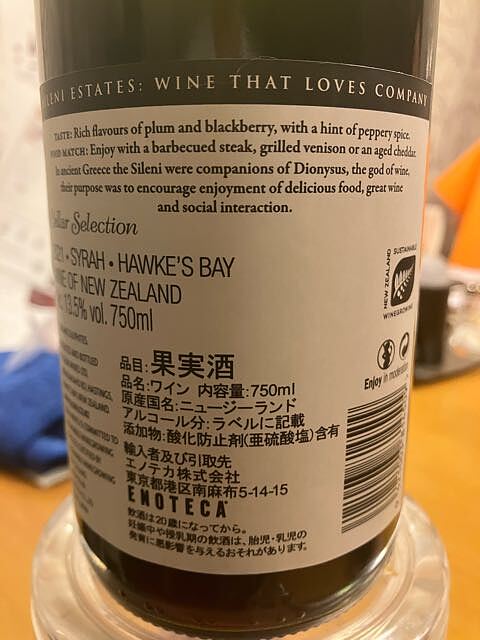 SILENI ESTATES: WINE THAT LOVES COMPANY
TASTE: Rich flavours of plum and blackberry, with a hint of peppery spice.
FOOD MATCH: Enjoy with a barbecued steak, grilled venison or an aged cheddar.
In ancient Greece the Sileni were companions of Dionysus, the god of wine,
their purpose was to encourage enjoyment of delicious food, great wine
and social interaction.
Cellar Selection
SYRAH • HAWKE'S BAY
WINE OF NEW ZEALAND
13.5% vol. 750ml
SUSTAINABLE
WINEGROWING
NEW ZEALAND
Enjoy in moderation
品目:果実酒
品名:ワイン 内容量:750ml
原産国名:ニュージーランド
アルコール分:ラベルに記載
添加物:酸化防止剤(亜硫酸塩)含有
輸入者及び引取先
エノテカ株式会社
東京都港区南麻布5-14-15
ENOTECA
飲酒は20歳になってから。
妊娠中や授乳期の飲酒は、胎児・乳児の
発育に悪影響を与えるおそれがあります。